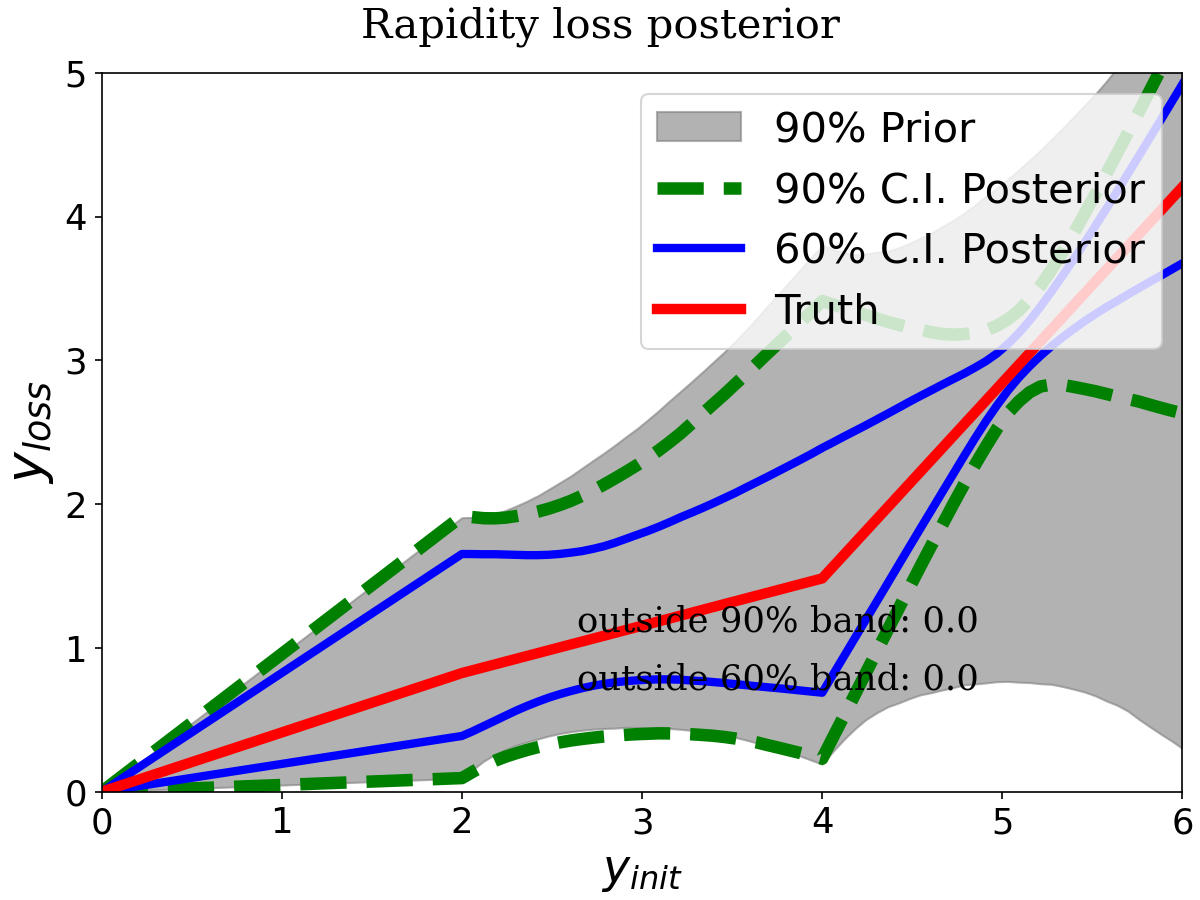 Rapidity loss posterior
5
4
3
2
1
0
y_loss
90% Prior
90% C.I. Posterior
60% C.I. Posterior
Truth
outside 90% band: 0.0
outside 60% band: 0.0
0 1 2 3 4 5 6
y_init